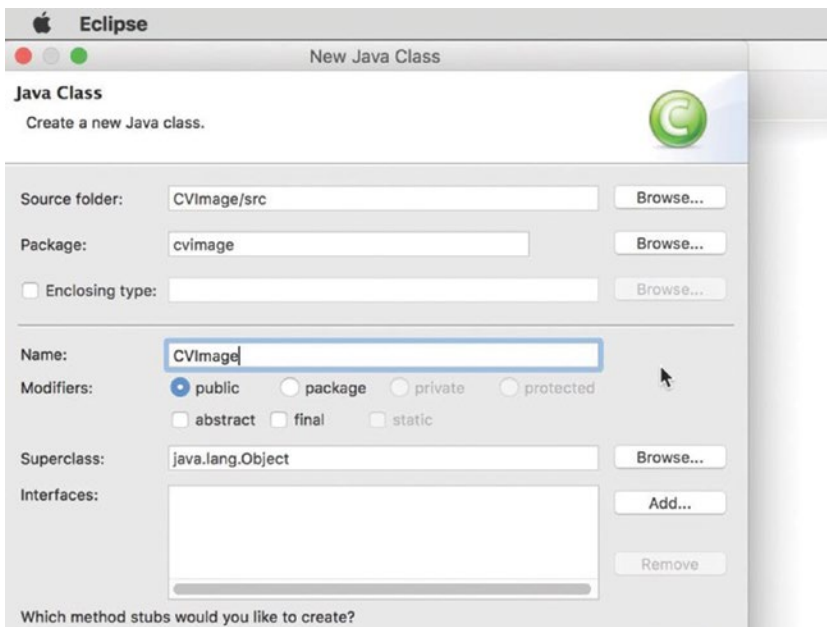 Eclipse
New Java Class
Java Class
Create a new Java class.
C
Source folder: CVImage/src Browse...
Package: cvimage Browse...
Enclosing type: Browse...
Name: CVImage
Modifiers: public package private protected
abstract final static
Superclass: java.lang.Object Browse...
Interfaces: Add...
Remove
Which method stubs would you like to create?